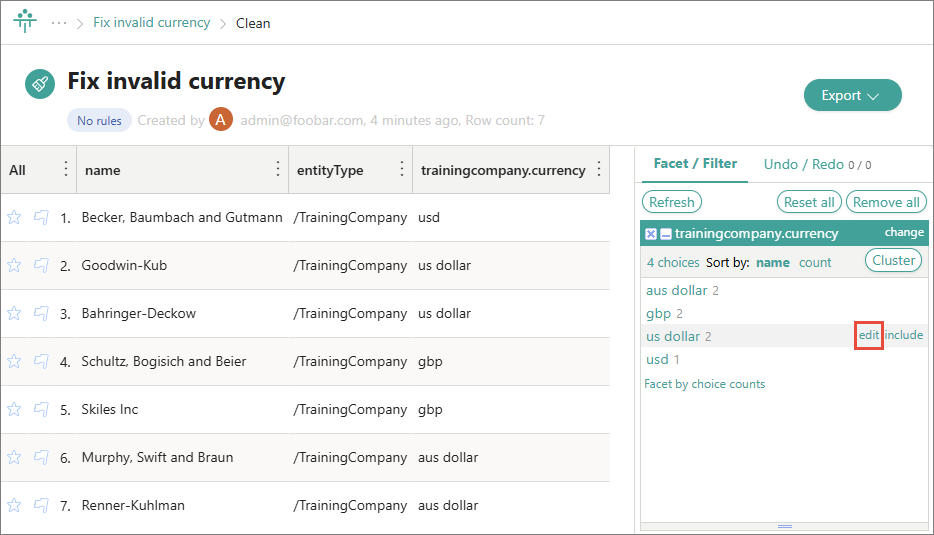 ··· > Fix invalid currency > Clean
Fix invalid currency
No rules Created by A admin@foobar.com, 4 minutes ago, Row count: 7
Export
All name entityType trainingcompany.currency
1. Becker, Baumbach and Gutmann /TrainingCompany usd
2. Goodwin-Kub /TrainingCompany us dollar
3. Bahringer-Deckow /TrainingCompany us dollar
4. Schultz, Bogisich and Beier /TrainingCompany gbp
5. Skiles Inc /TrainingCompany gbp
6. Murphy, Swift and Braun /TrainingCompany aus dollar
7. Renner-Kuhlman /TrainingCompany aus dollar
Facet / Filter Undo / Redo 0 / 0
Refresh Reset all Remove all
trainingcompany.currency change
4 choices Sort by: name count Cluster
aus dollar 2
gbp 2
us dollar 2 edit include
usd 1
Facet by choice counts